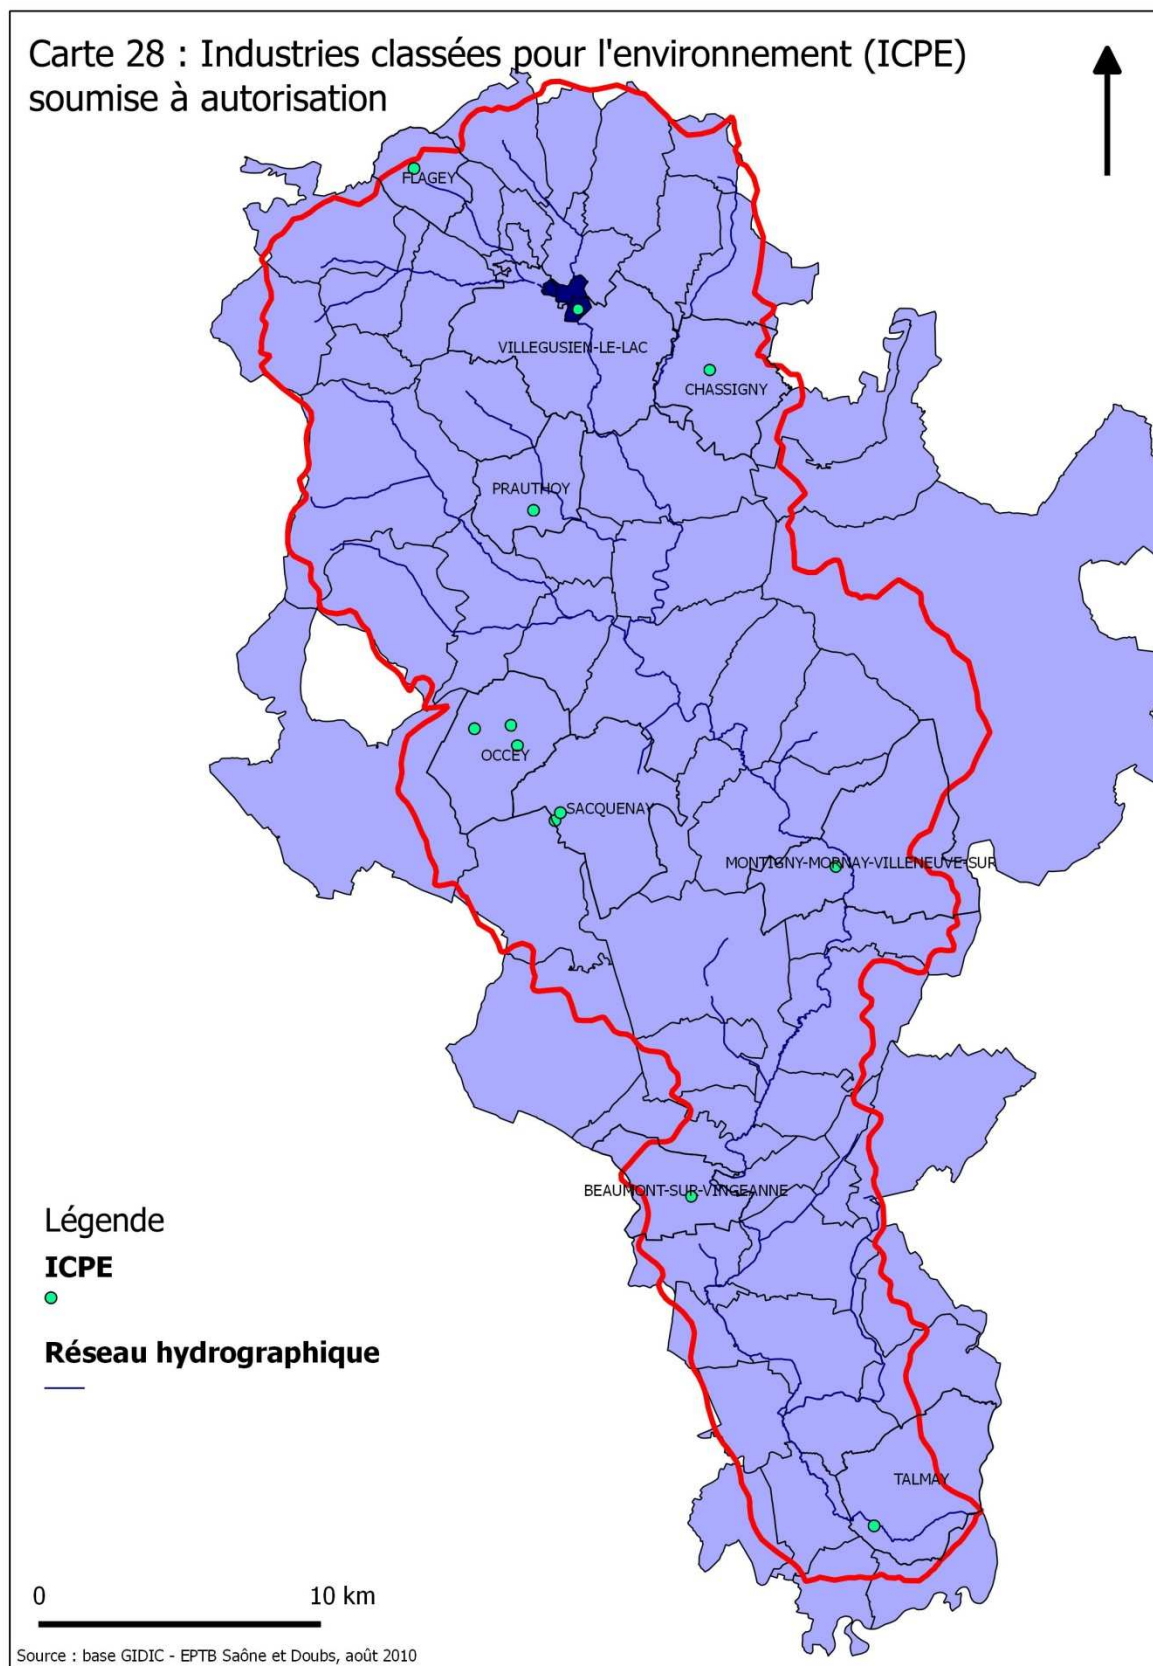 Carte 28 : Industries classées pour l'environnement (ICPE)
soumise à autorisation
FLAGEY
VILLEGUSIEN-LE-LAC
CHASSIGNY
PRAUTHOY
OCCEY
SACQUENAY
MONTIGNY-MORNAY-VILLENEUVE-SUR
BEAUMONT-SUR-VINGEANNE
Légende
ICPE
Réseau hydrographique
TALMAY
0 10 km
Source : base GIDIC - EPTB Saône et Doubs, août 2010